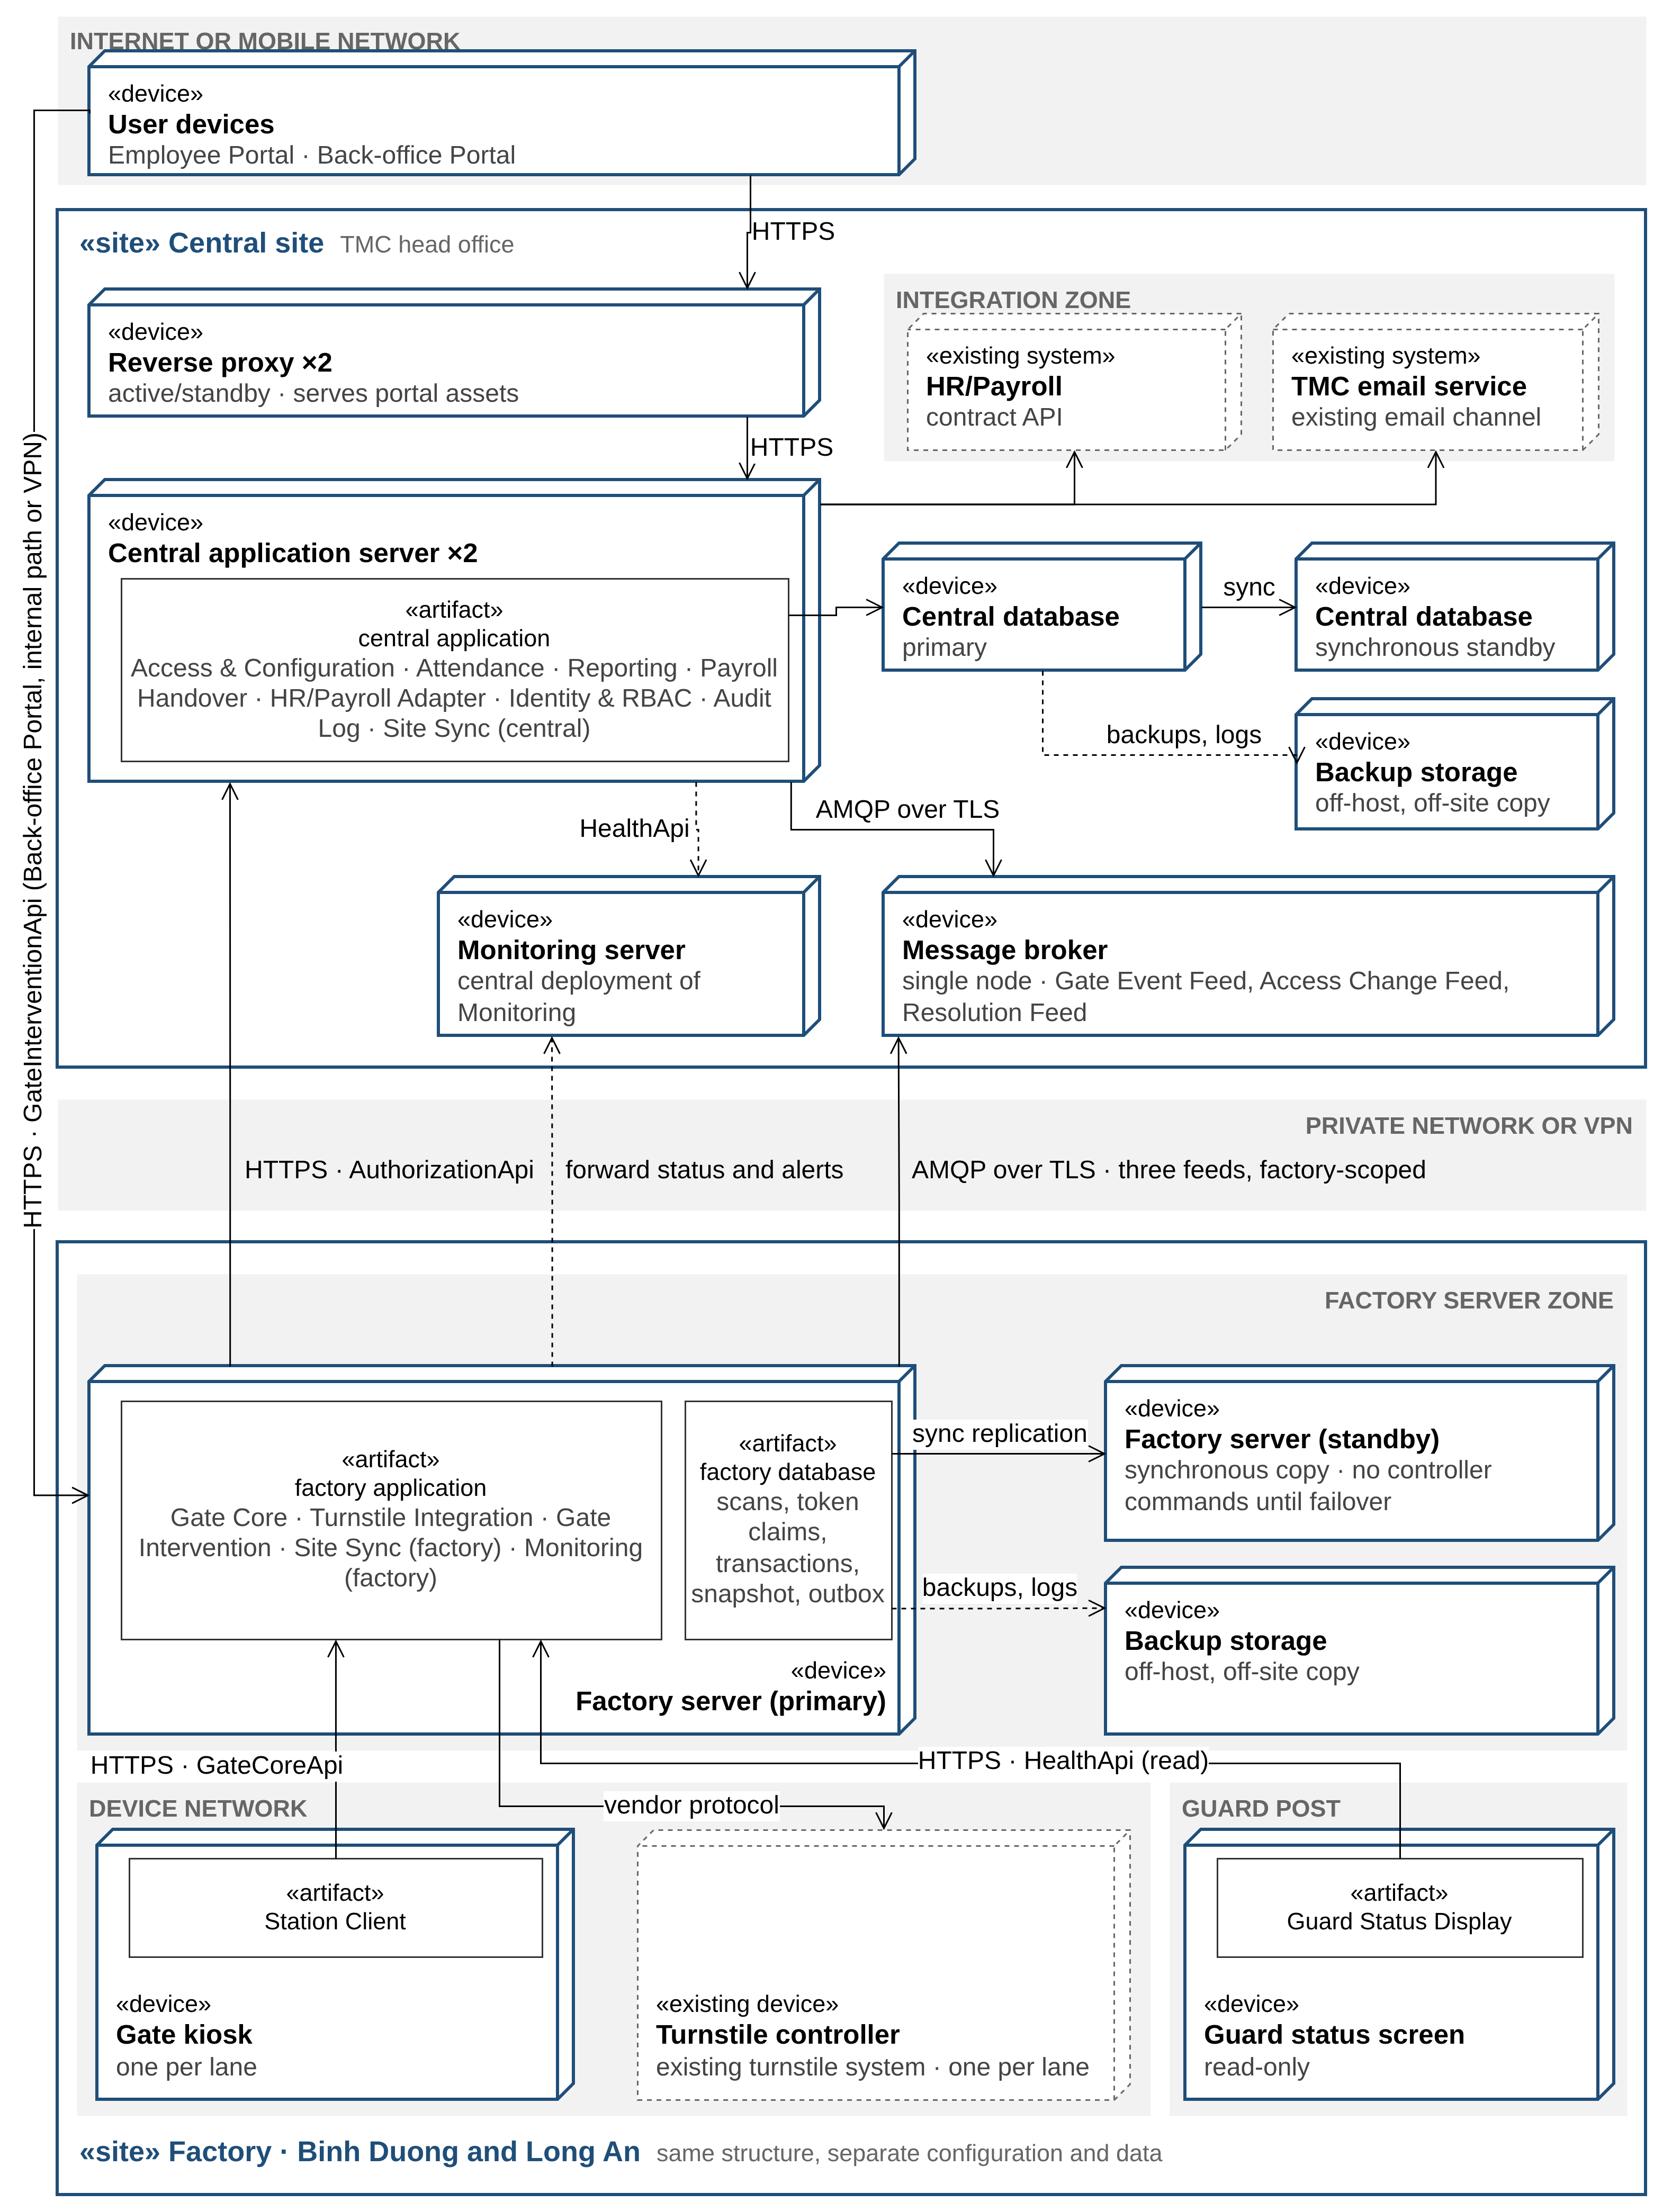 INTERNET OR MOBILE NETWORK
«device»
User devices
Employee Portal · Back-office Portal
HTTPS
«site» Central site TMC head office
«device»
Reverse proxy ×2
active/standby · serves portal assets
HTTPS
INTEGRATION ZONE
«existing system»
HR/Payroll
contract API
«existing system»
TMC email service
existing email channel
«device»
Central application server ×2
«artifact»
central application
Access & Configuration · Attendance · Reporting · Payroll
Handover · HR/Payroll Adapter · Identity & RBAC · Audit
Log · Site Sync (central)
«device»
Central database
primary
sync
«device»
Central database
synchronous standby
backups, logs
«device»
Backup storage
off-host, off-site copy
HealthApi
AMQP over TLS
«device»
Monitoring server
central deployment of
Monitoring
«device»
Message broker
single node · Gate Event Feed, Access Change Feed,
Resolution Feed
HTTPS · GateInterventionApi (Back-office Portal, internal path or VPN)
PRIVATE NETWORK OR VPN
HTTPS · AuthorizationApi
forward status and alerts
AMQP over TLS · three feeds, factory-scoped
FACTORY SERVER ZONE
«artifact»
factory application
Gate Core · Turnstile Integration · Gate
Intervention · Site Sync (factory) · Monitoring
(factory)
«artifact»
factory database
scans, token
claims,
transactions,
snapshot, outbox
«device»
Factory server (primary)
sync replication
«device»
Factory server (standby)
synchronous copy · no controller
commands until failover
backups, logs
«device»
Backup storage
off-host, off-site copy
HTTPS · GateCoreApi
HTTPS · HealthApi (read)
vendor protocol
DEVICE NETWORK
«artifact»
Station Client
«device»
Gate kiosk
one per lane
«existing device»
Turnstile controller
existing turnstile system · one per lane
GUARD POST
«artifact»
Guard Status Display
«device»
Guard status screen
read-only
«site» Factory · Binh Duong and Long An same structure, separate configuration and data